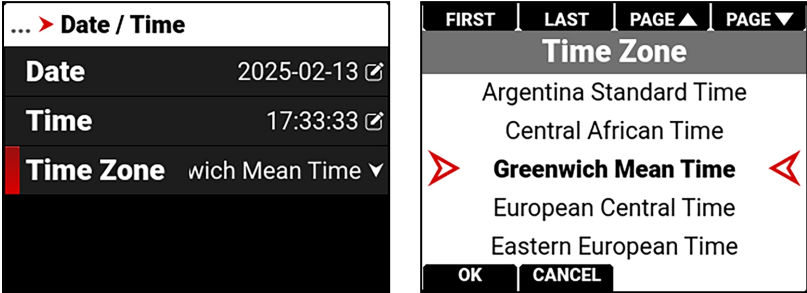 ... > Date / Time
Date 2025-02-13
Time 17:33:33
Time Zone wich Mean Time
FIRST LAST PAGE▲ PAGE▼
Time Zone
Argentina Standard Time
Central African Time
Greenwich Mean Time
European Central Time
Eastern European Time
OK CANCEL